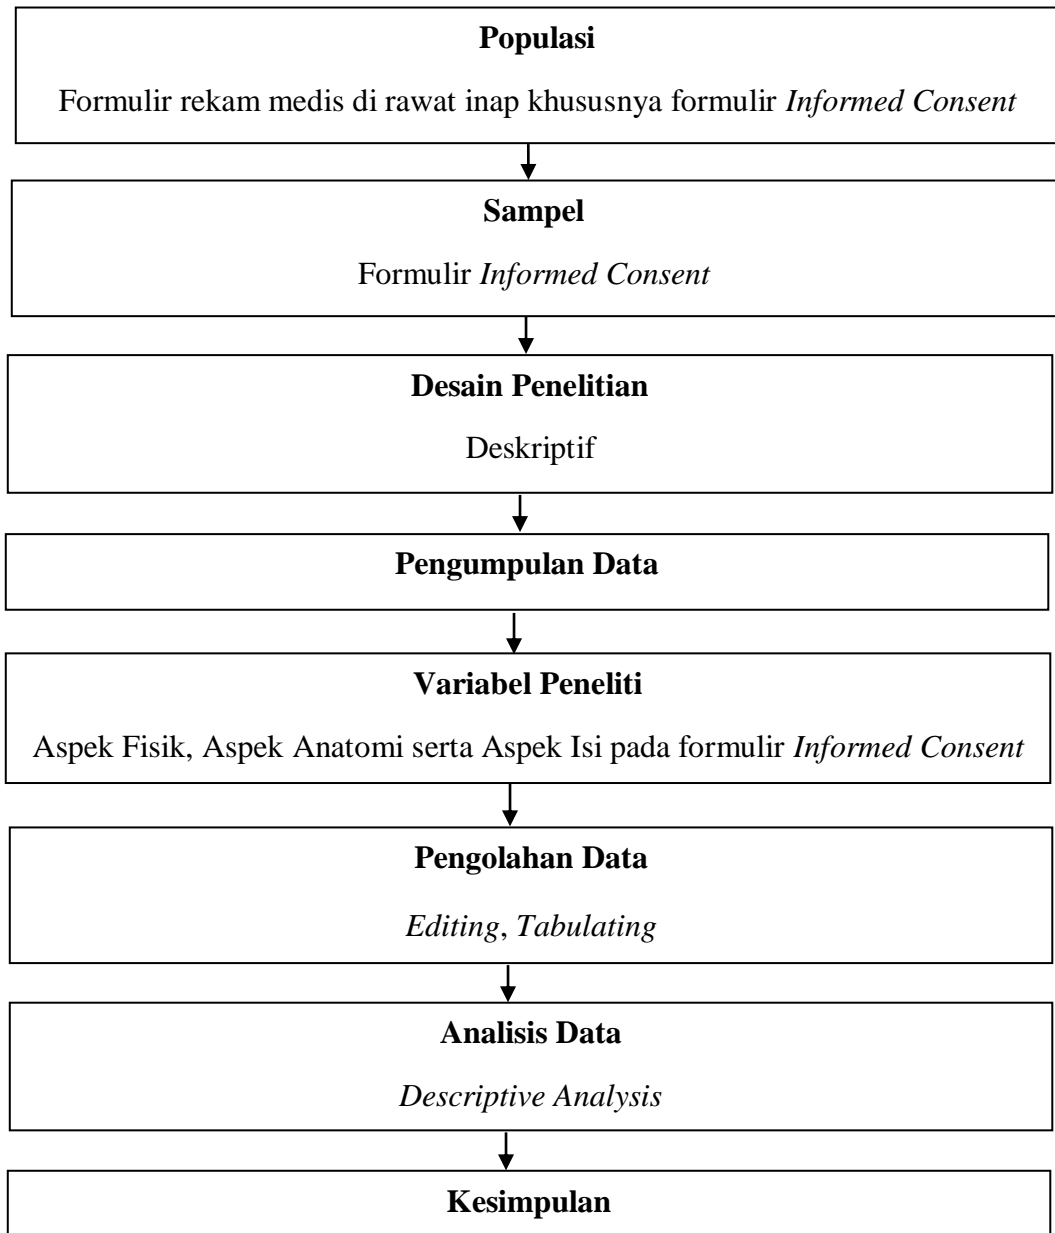 Populasi
Formulir rekam medis di rawat inap khususnya formulir Informed Consent
Sampel
Formulir Informed Consent
Desain Penelitian
Deskriptif
Pengumpulan Data
Variabel Peneliti
Aspek Fisik, Aspek Anatomi serta Aspek Isi pada formulir Informed Consent
Pengolahan Data
Editing, Tabulating
Analisis Data
Descriptive Analysis
Kesimpulan